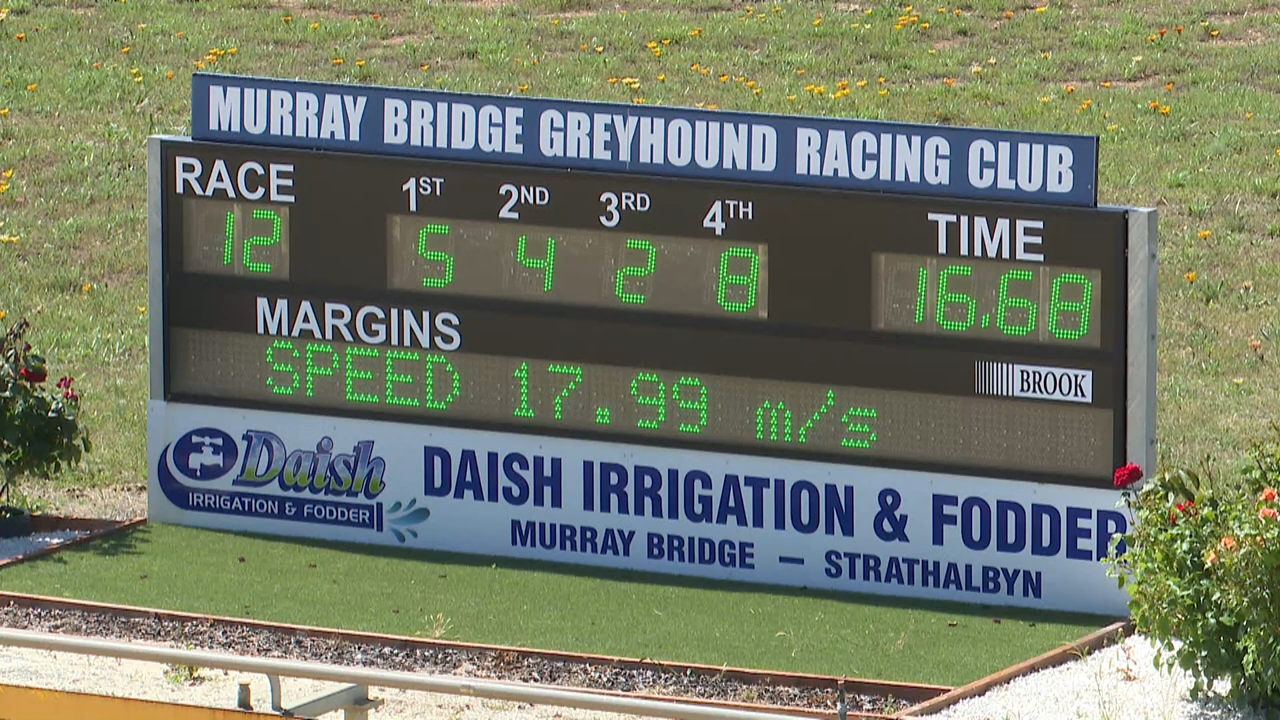 MURRAY BRIDGE GREYHOUND RACING CLUB
RACE 1ST 2ND 3RD 4TH TIME
12 5 4 2 8 16.68
MARGINS
SPEED 17.99 m/s
BROOK
Daish
IRRIGATION & FODDER
DAISH IRRIGATION & FODDER
MURRAY BRIDGE – STRATHALBYN